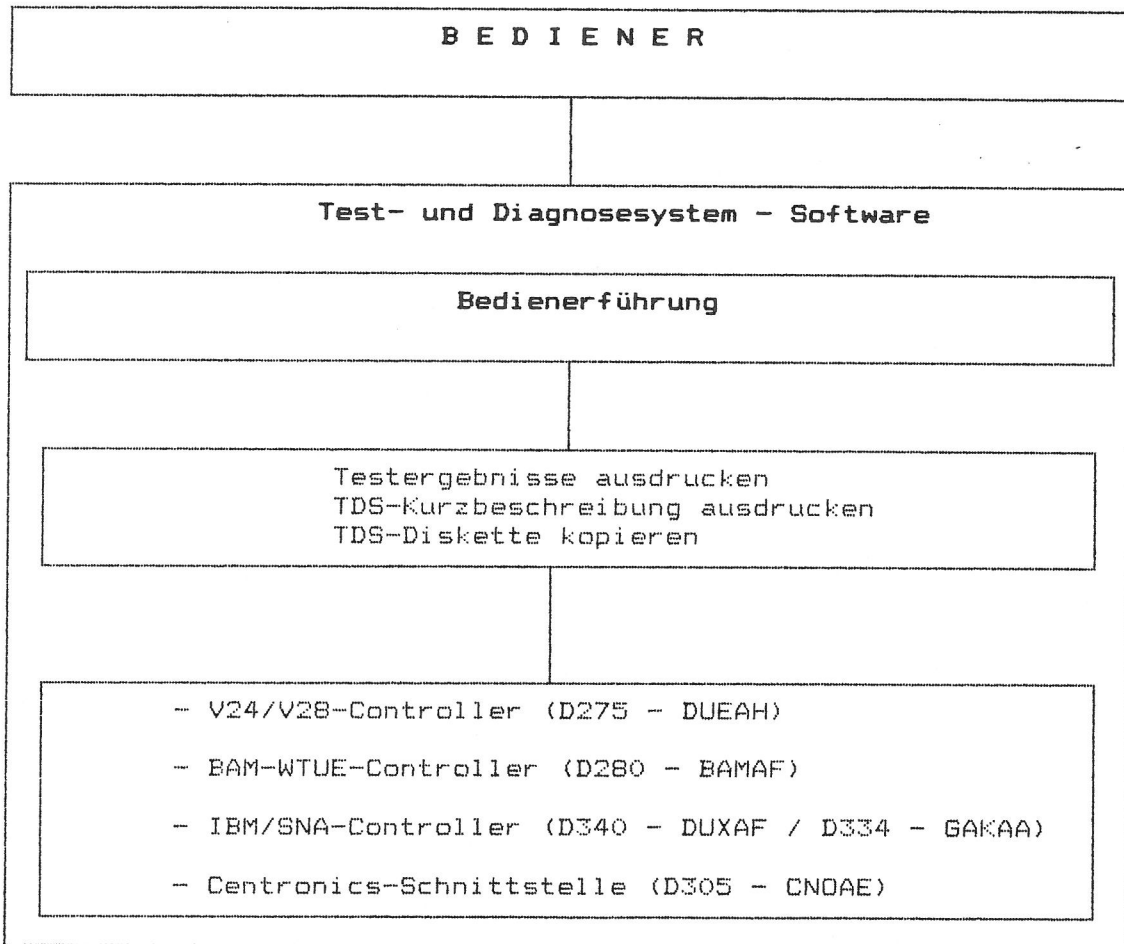 B E D I E N E R
Test- und Diagnosesystem - Software
Bedienerführung
Testergebnisse ausdrucken
TDS-Kurzbeschreibung ausdrucken
TDS-Diskette kopieren
- V24/V28-Controller (D275 - DUEAH)
- BAM-WTUE-Controller (D280 - BAMAF)
- IBM/SNA-Controller (D340 - DUXAF / D334 - GAKAA)
- Centronics-Schnittstelle (D305 - CNOAE)